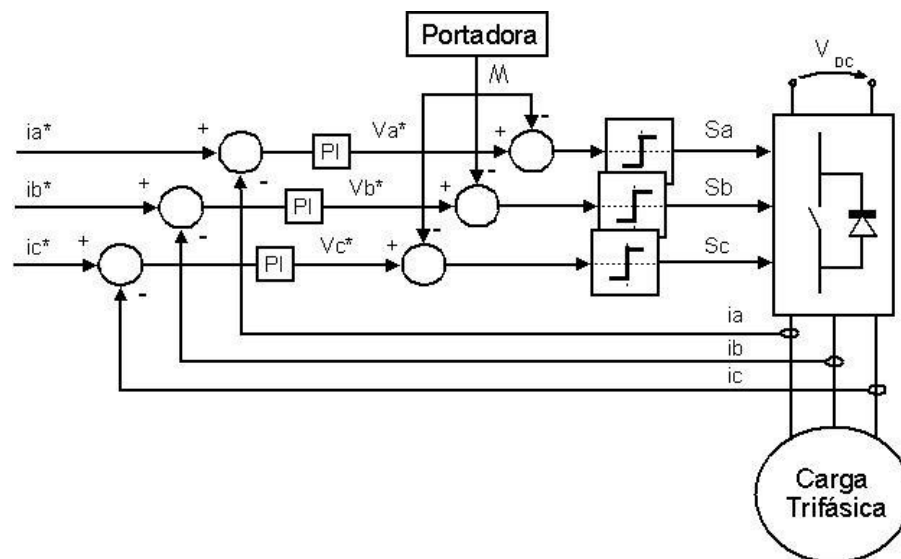 Portadora
V DC
W
ia*
+
-
PI
Va*
+
-
Sa
ib*
+
-
PI
Vb*
+
-
Sb
ic*
+
-
PI
Vc*
+
-
Sc
ia
ib
ic
Carga
Trifásica